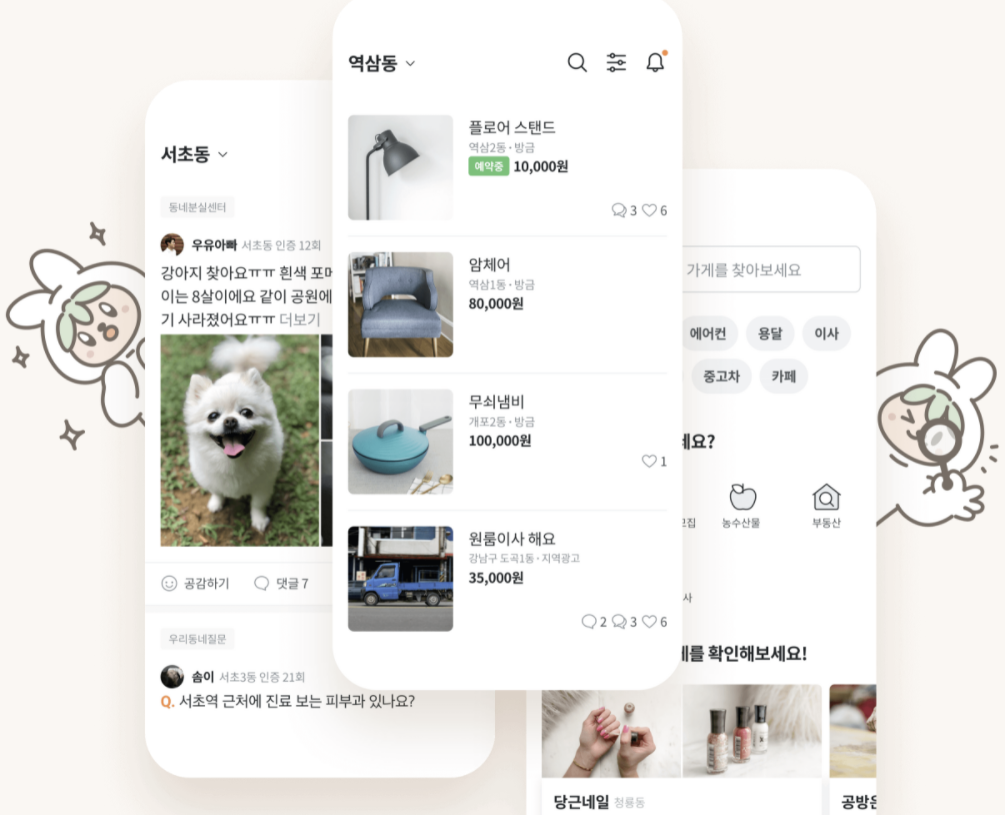 서초동
동네분실센터
우유아빠 서초동 인증 12회
강아지 찾아요ㅠㅠ 흰색 포메
이는 8살이에요 같이 공원에
기 사라졌어요ㅠㅠ 더보기
공감하기 댓글 7
우리동네질문
솜이 서초3동 인증 21회
Q. 서초역 근처에 진료 보는 피부과 있나요?
역삼동
플로어 스탠드
역삼2동 · 방금
예약중 10,000원
3 6
암체어
역삼1동 · 방금
80,000원
무쇠냄비
개포2동 · 방금
100,000원
1
원룸이사 해요
강남구 도곡1동 · 지역광고
35,000원
2 3 6
가게를 찾아보세요
에어컨 용달 이사
중고차 카페
세요?
농수산물 부동산
사
를 확인해보세요!
당근네일 청룡동
공방은